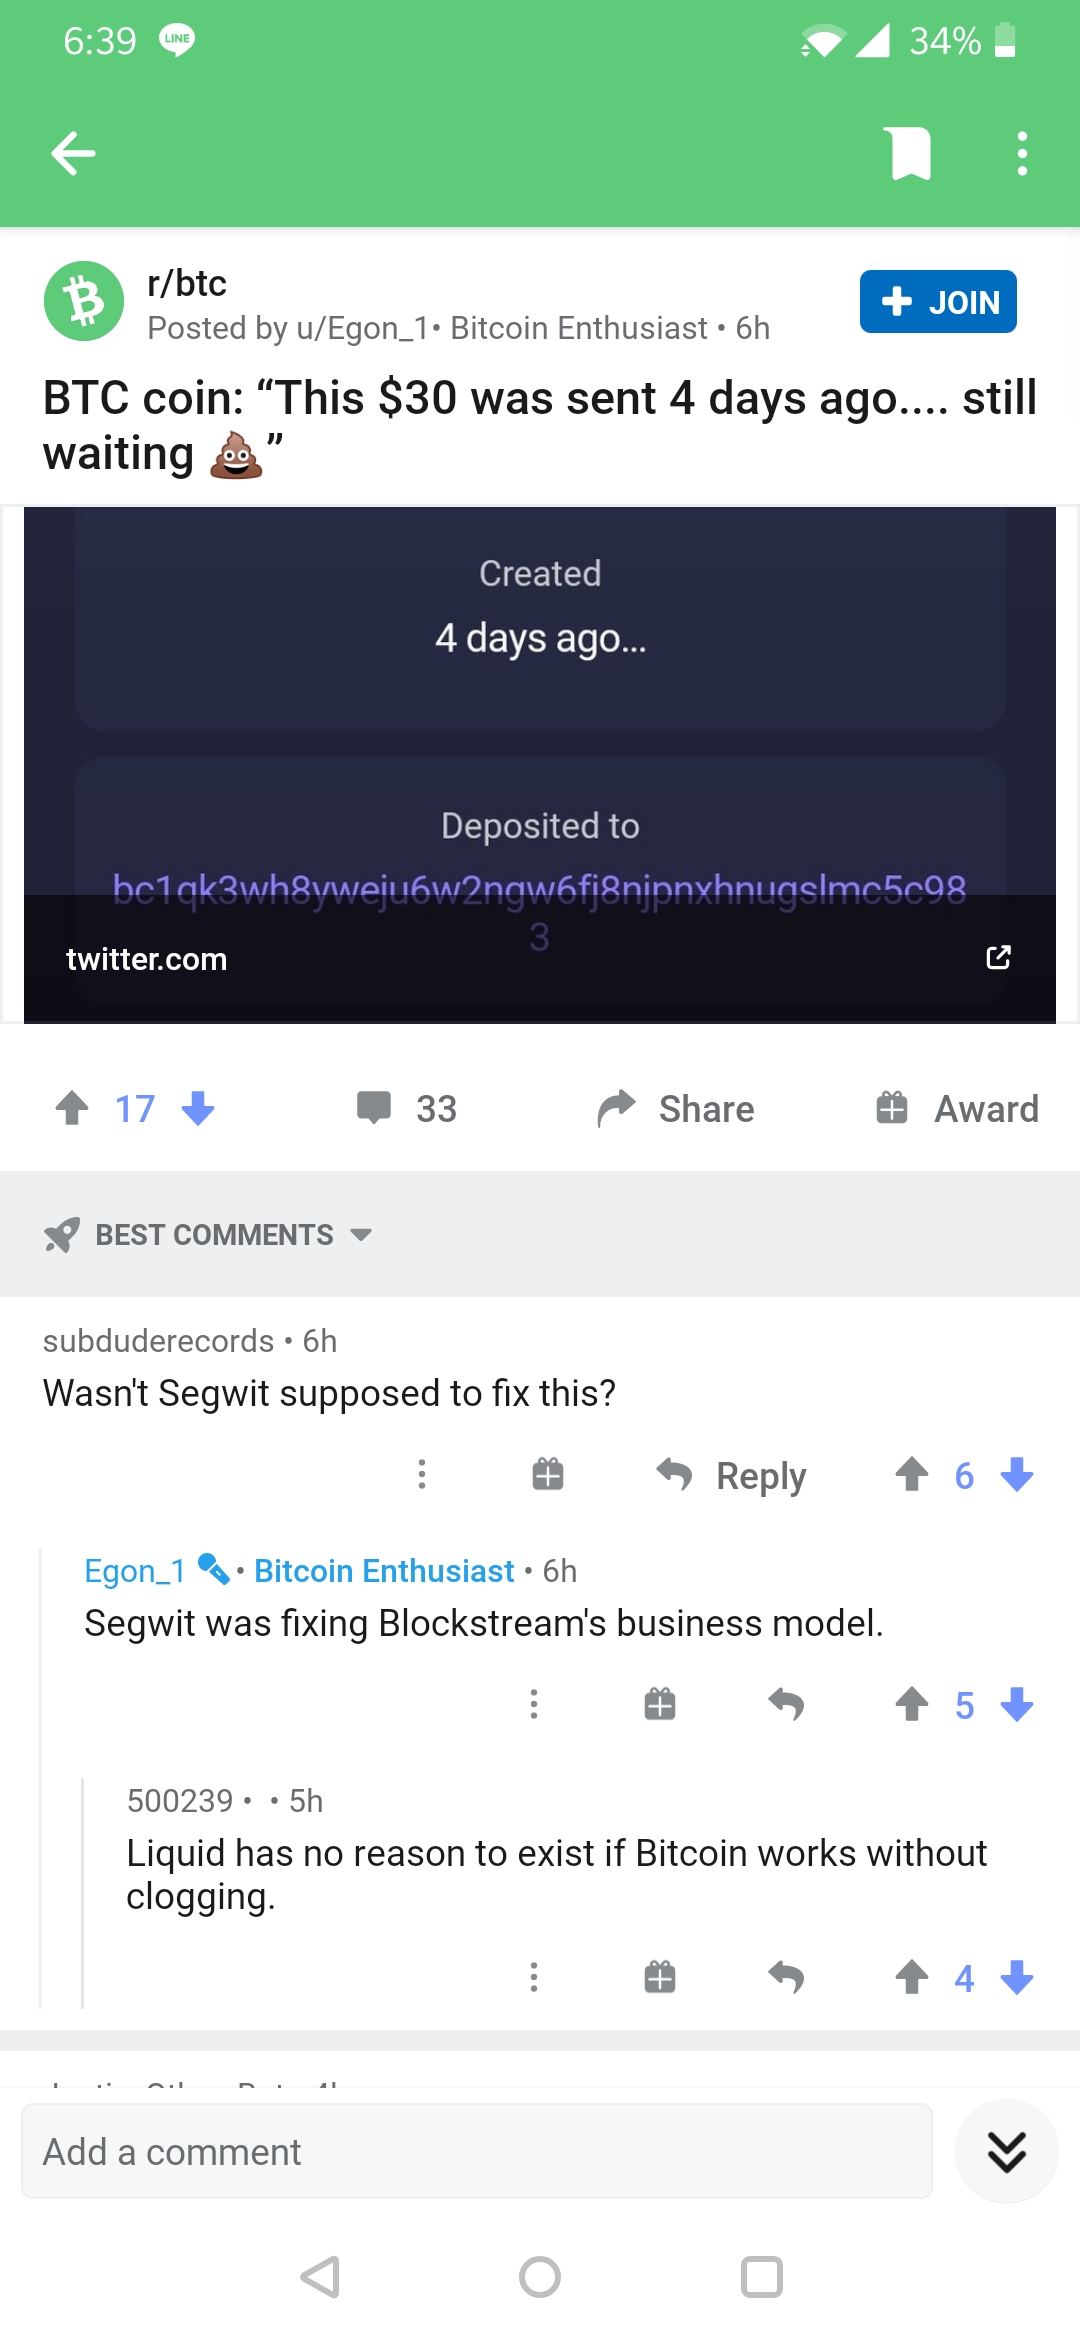 6:39 LINE 34%
r/btc
Posted by u/Egon_1• Bitcoin Enthusiast • 6h
+ JOIN
BTC coin: “This $30 was sent 4 days ago.... still
waiting 💩”
Created
4 days ago...
Deposited to
bc1qk3wh8yweju6w2ngw6fj8njpnxhnugslmc5c98
3
twitter.com
17 33 Share Award
BEST COMMENTS
subduderecords • 6h
Wasn't Segwit supposed to fix this?
Reply 6
Egon_1 • Bitcoin Enthusiast • 6h
Segwit was fixing Blockstream's business model.
5
500239 • • 5h
Liquid has no reason to exist if Bitcoin works without
clogging.
4
Add a comment